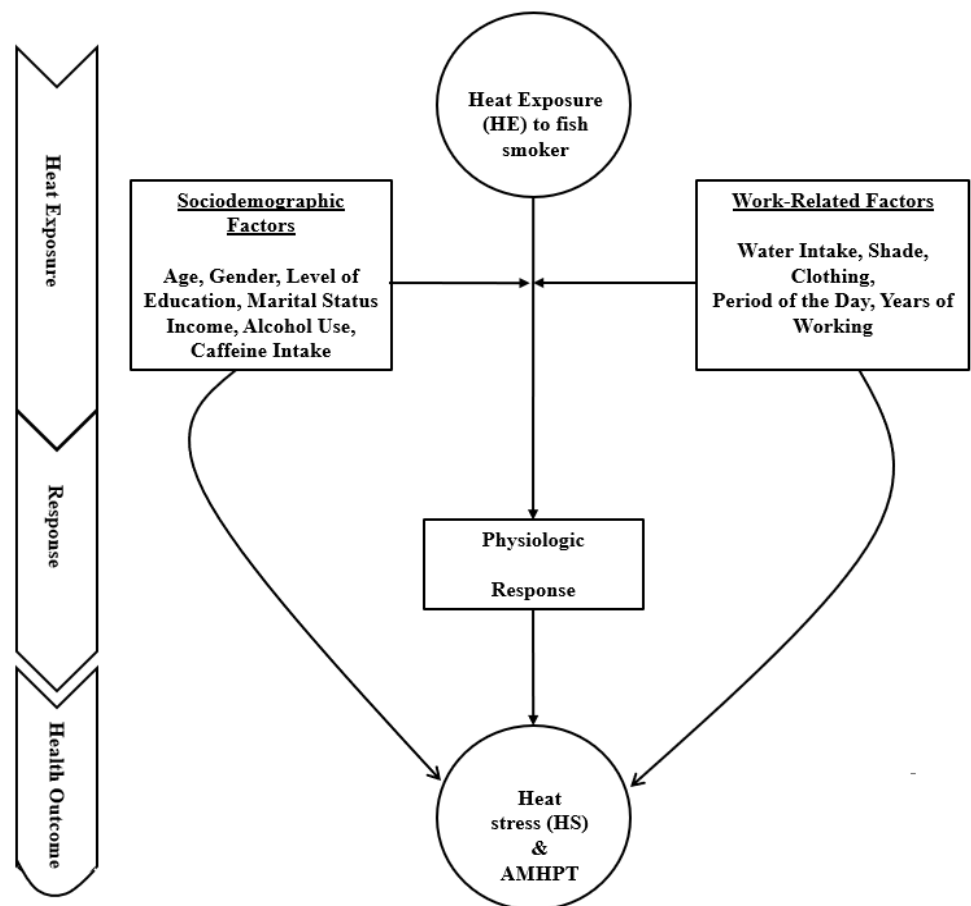 Heat Exposure
Response
Health Outcome
Heat Exposure
(HE) to fish
smoker
Sociodemographic
Factors
Age, Gender, Level of
Education, Marital Status
Income, Alcohol Use,
Caffeine Intake
Work-Related Factors
Water Intake, Shade,
Clothing,
Period of the Day, Years of
Working
Physiologic
Response
Heat
stress (HS)
&
AMHPT